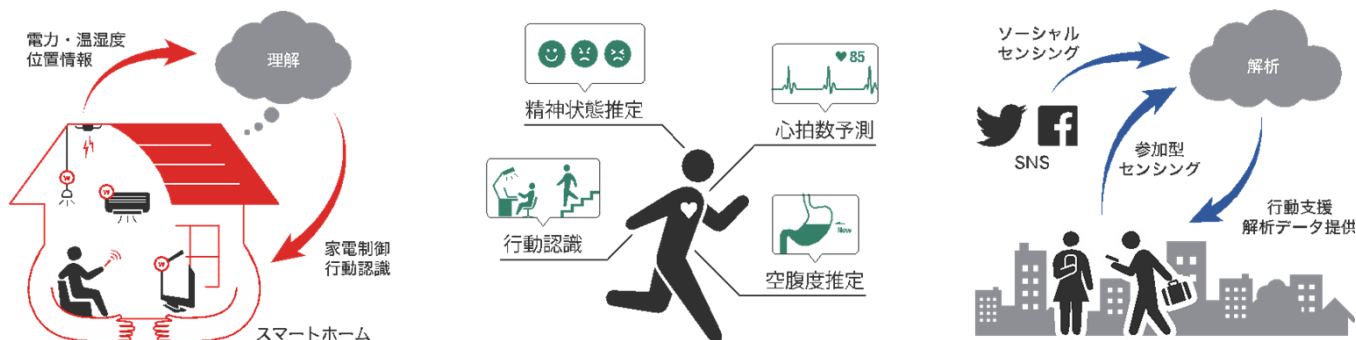 電力・温湿度
位置情報
理解
家電制御
行動認識
スマートホーム
精神状態推定
85
心拍数予測
行動認識
New
空腹度推定
ソーシャル
センシング
解析
SNS
参加型
センシング
行動支援
解析データ提供